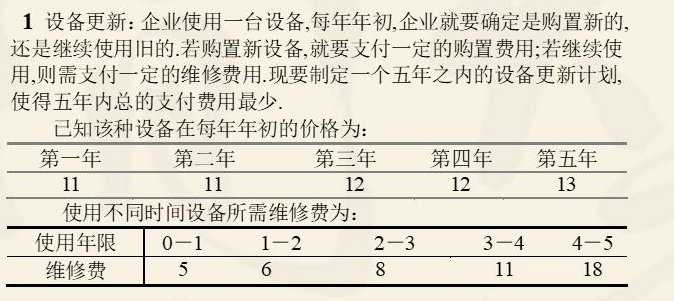 1 设备更新：企业使用一台设备,每年年初,企业就要确定是购置新的,
还是继续使用旧的.若购置新设备,就要支付一定的购置费用;若继续使
用,则需支付一定的维修费用.现要制定一个五年之内的设备更新计划,
使得五年内总的支付费用最少.
已知该种设备在每年年初的价格为：
第一年 第二年 第三年 第四年 第五年
11 11 12 12 13
使用不同时间设备所需维修费为：
使用年限 0－1 1－2 2－3 3－4 4－5
维修费 5 6 8 11 18